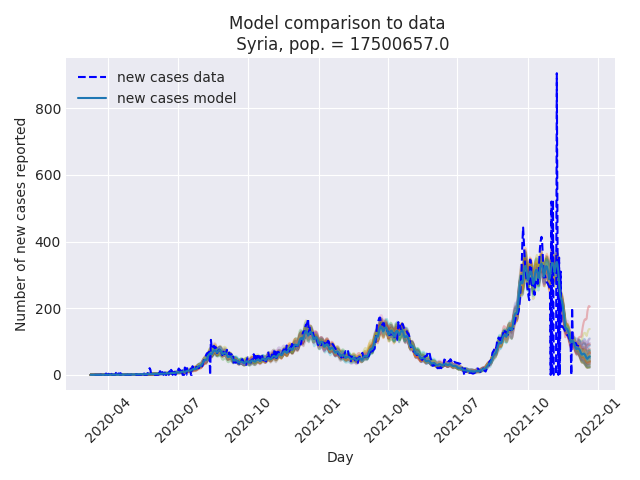 Model comparison to data
Syria, pop. = 17500657.0
new cases data
new cases model
Number of new cases reported
800
600
400
200
0
2020-04
2020-07
2020-10
2021-01
2021-04
2021-07
2021-10
2022-01
Day